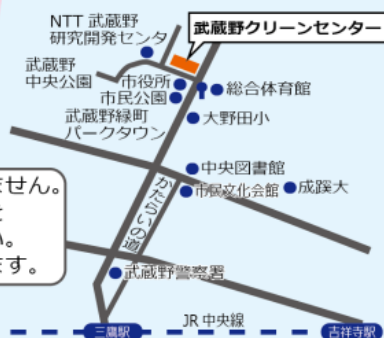 NTT 武蔵野
研究開発センタ
武蔵野クリーンセンター
武蔵野
中央公園
市役所
市民公園
総合体育館
武蔵野緑町
パークタウン
大野田小
ません。
い。
ます。
中央図書館
市民文化会館
成蹊大
かたらいの道
武蔵野警察署
JR 中央線
三鷹駅
吉祥寺駅